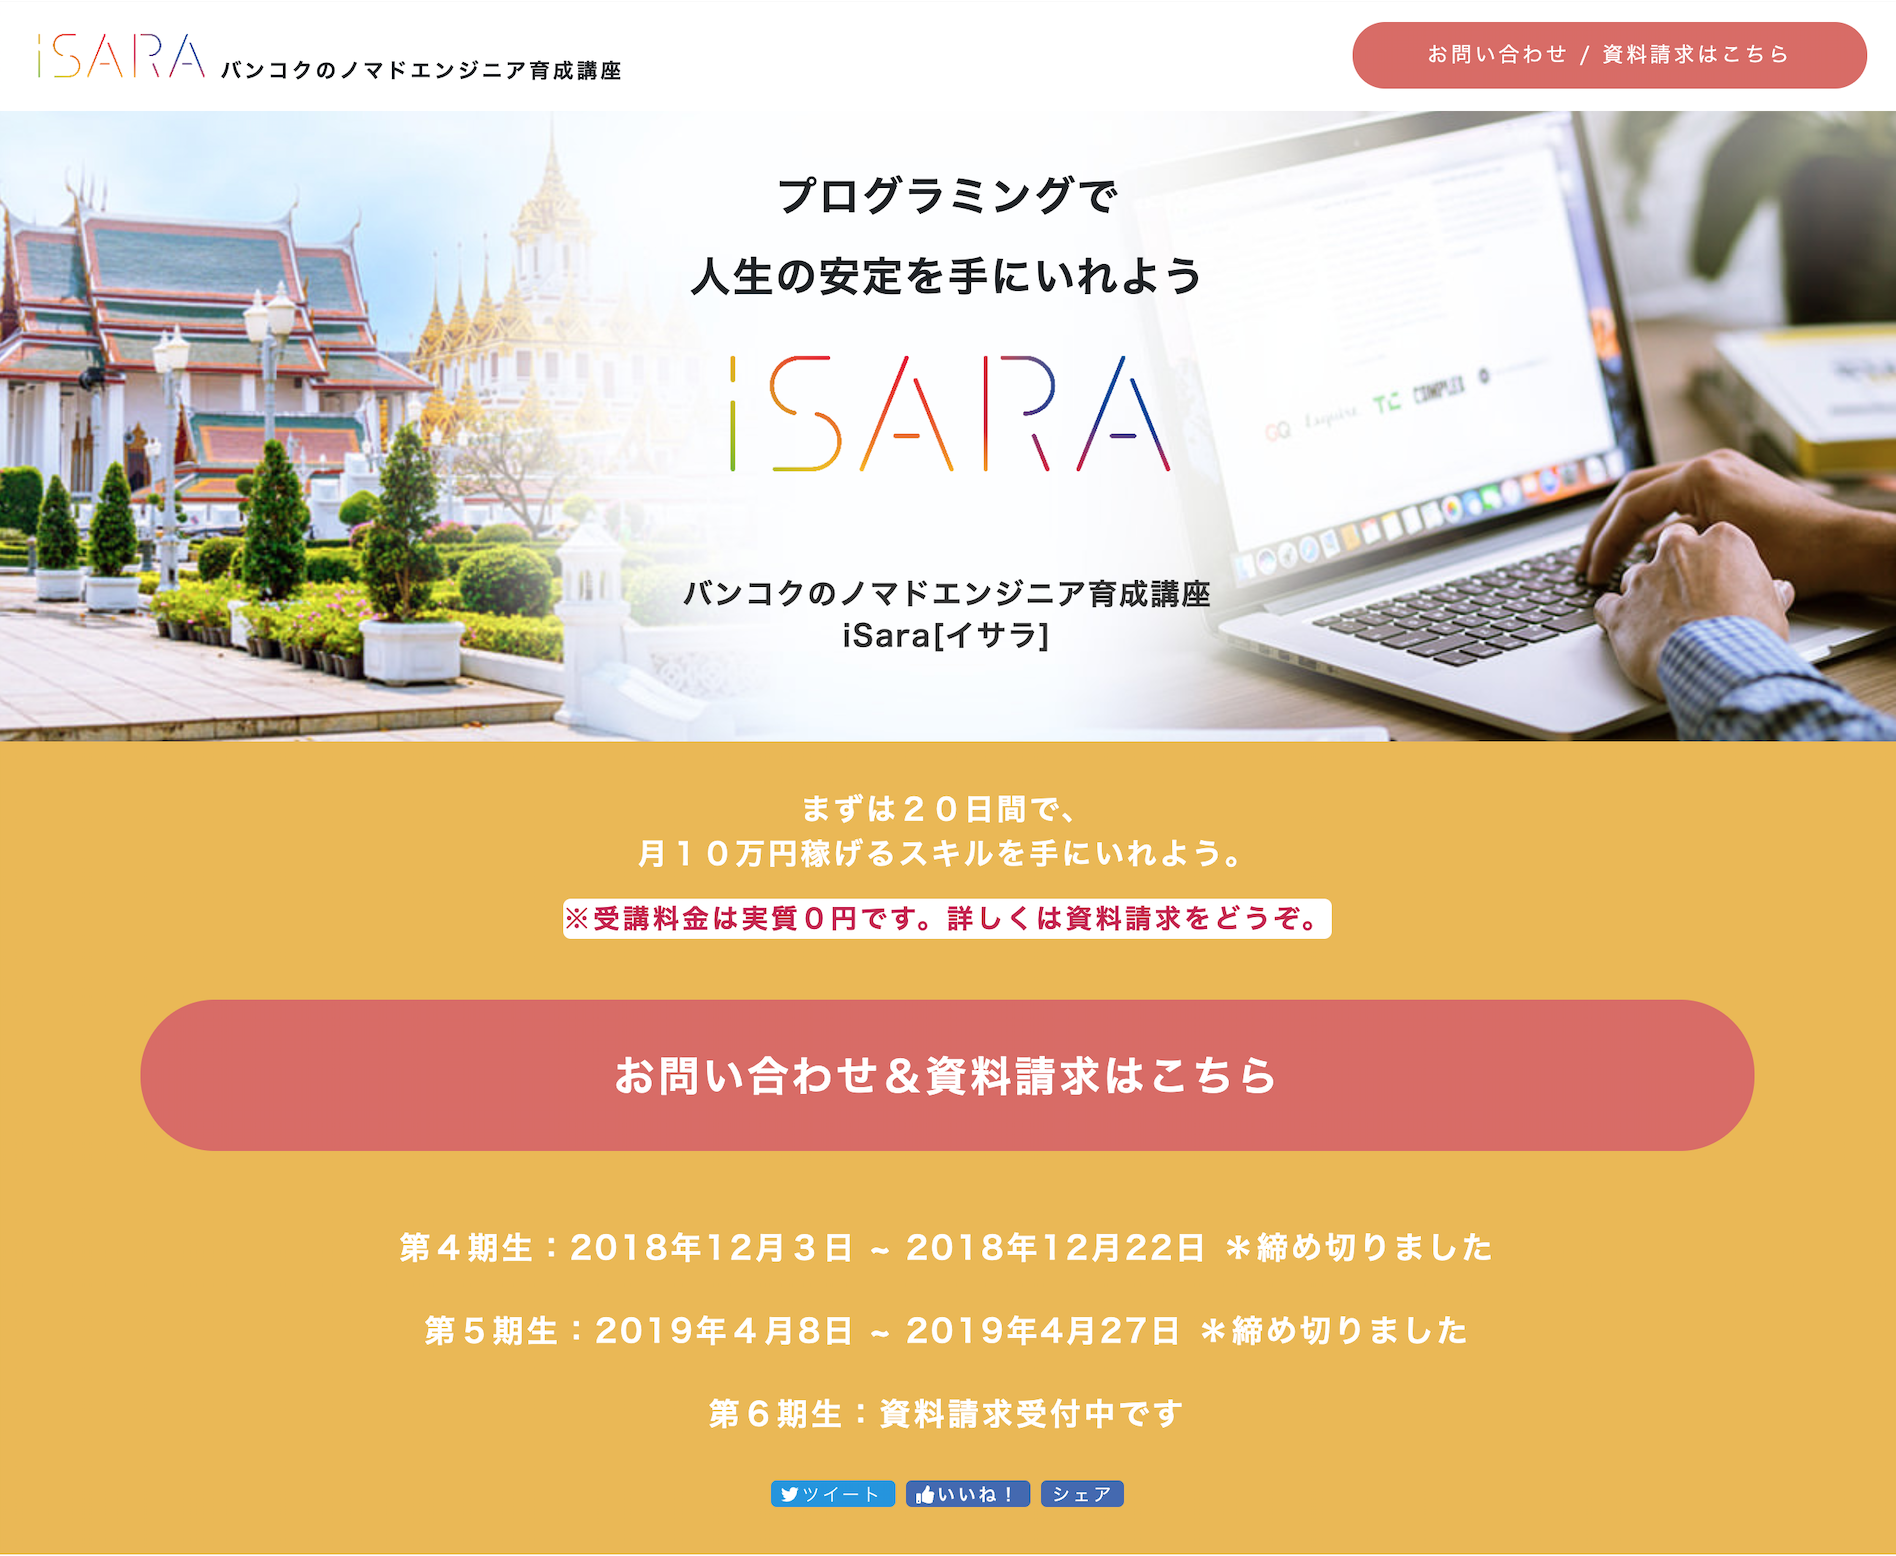 iSARA バンコクのノマドエンジニア育成講座
お問い合わせ / 資料請求はこちら
プログラミングで
人生の安定を手にいれよう
iSARA
GQ Esquire TC COMPLEX
バンコクのノマドエンジニア育成講座
iSara[イサラ]
まずは２０日間で、
月１０万円稼げるスキルを手にいれよう。
※受講料金は実質０円です。詳しくは資料請求をどうぞ。
お問い合わせ＆資料請求はこちら
第４期生：2018年12月３日 ~ 2018年12月22日 ＊締め切りました
第５期生：2019年４月8日 ~ 2019年4月27日 ＊締め切りました
第６期生：資料請求受付中です
ツイート いいね！ シェア